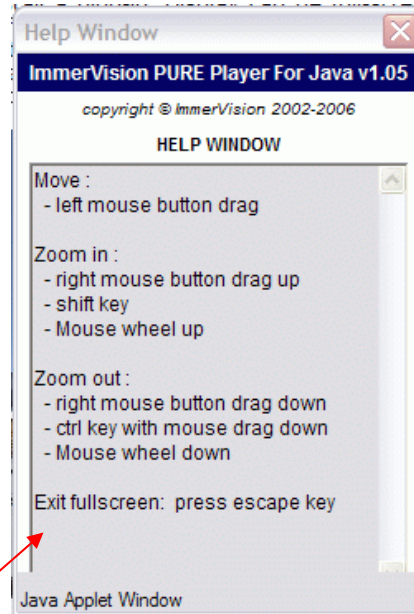 Help Window
ImmerVision PURE Player For Java v1.05
copyright © ImmerVision 2002-2006
HELP WINDOW
Move :
- left mouse button drag
Zoom in :
- right mouse button drag up
- shift key
- Mouse wheel up
Zoom out :
- right mouse button drag down
- ctrl key with mouse drag down
- Mouse wheel down
Exit fullscreen: press escape key
Java Applet Window